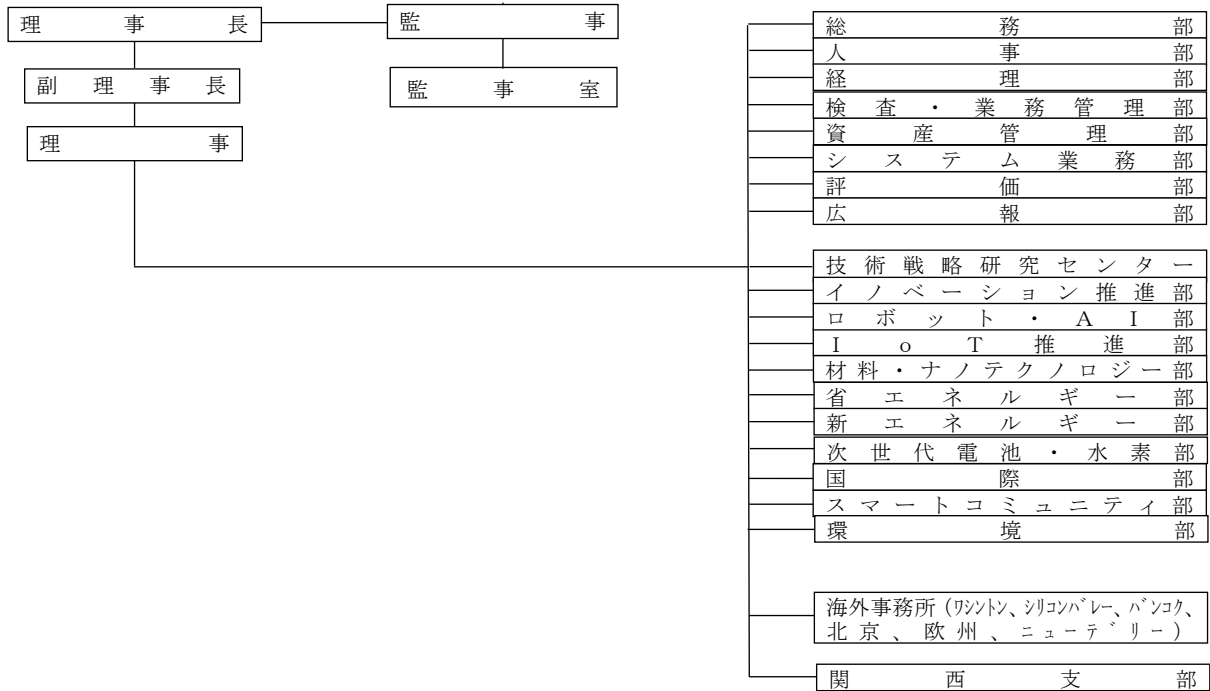 理事長
監事
副理事長
監事室
理事
総務部
人事部
経理部
検査・業務管理部
資産管理部
システム業務部
評価部
広報部
技術戦略研究センター
イノベーション推進部
ロボット・AI部
IoT推進部
材料・ナノテクノロジー部
省エネルギー部
新エネルギー部
次世代電池・水素部
国際部
スマートコミュニティ部
環境部
海外事務所(ワシントン、シリコンバレー、バンコク、
北京、欧州、ニューデリー)
関西支部